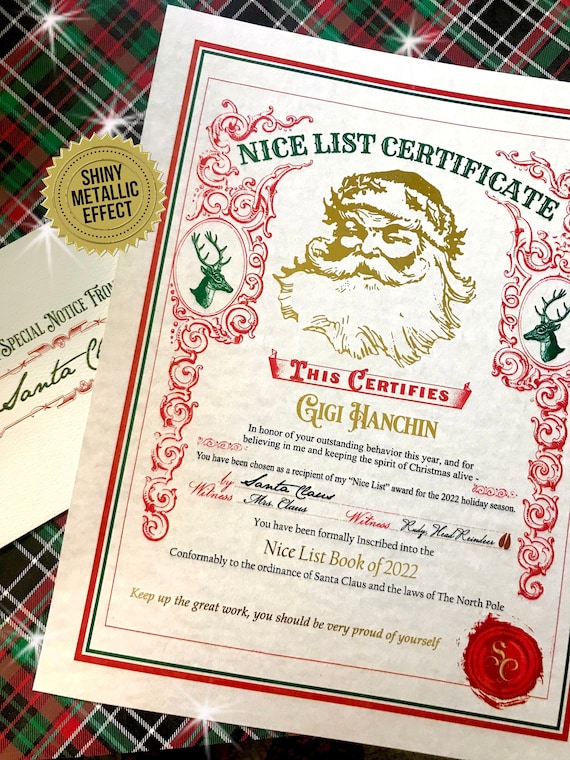 SHINY
METALLIC
EFFECT
Special Notice From
Santa Cla
NICE LIST CERTIFICATE
THIS CERTIFIES
GIGI HANCHIN
In honor of your outstanding behavior this year, and for
believing in me and keeping the spirit of Christmas alive .
You have been chosen as a recipient of my "Nice List" award for the 2022 holiday season.
by Santa Claus
Witness Mrs. Claus Witness Rudy, Head Reindeer
You have been formally Inscribed into the
Nice List Book of 2022
Conformably to the ordinance of Santa Claus and the laws of The North Pole
Keep up the great work, you should be very proud of yourself
SC